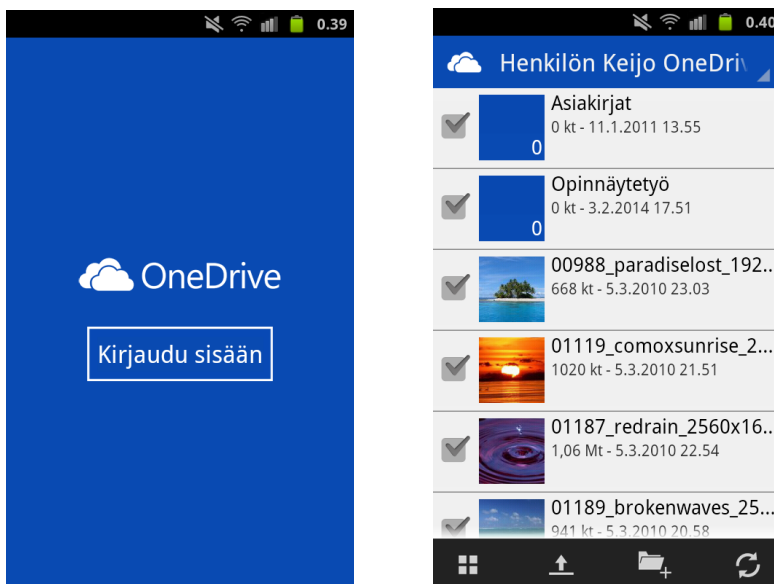 0.39
OneDrive
Kirjaudu sisään
0.40
Henkilön Keijo OneDriv
Asiakirjat
0 kt - 11.1.2011 13.55
0
Opinnäytetyö
0 kt - 3.2.2014 17.51
0
00988_paradiselost_192...
668 kt - 5.3.2010 23.03
01119_comoxsunrise_2...
1020 kt - 5.3.2010 21.51
01187_redrain_2560x16...
1,06 Mt - 5.3.2010 22.54
01189_brokenwaves_25...
941 kt - 5.3.2010 20.58